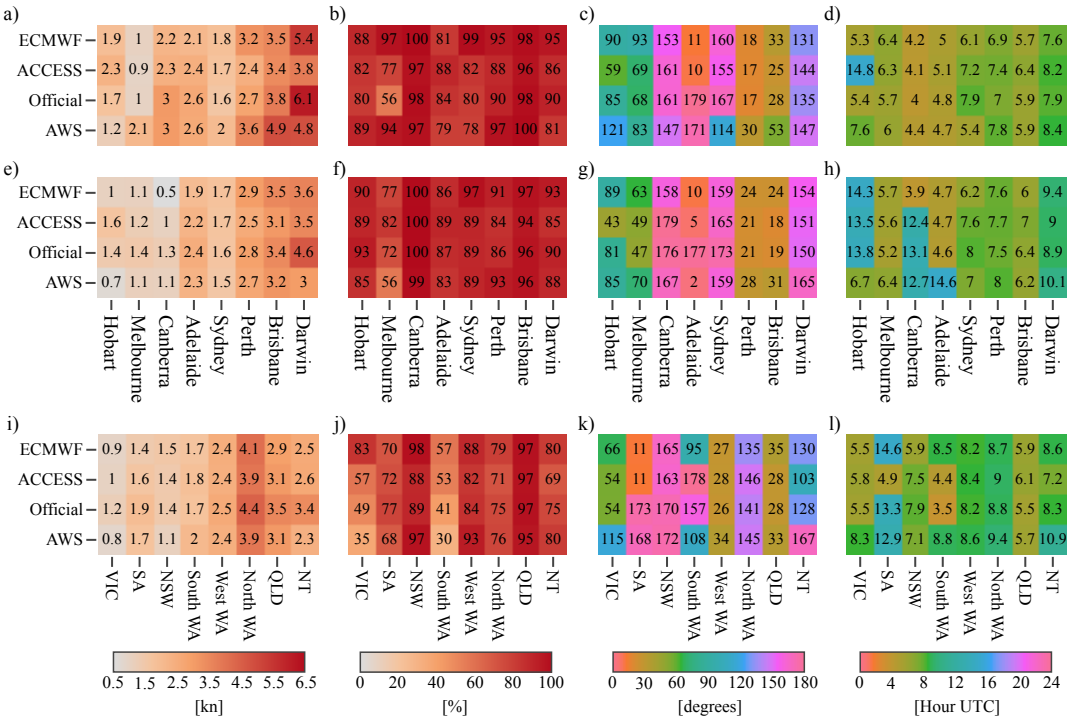 a) b) c) d)
ECMWF 1.9 1 2.2 2.1 1.8 3.2 3.5 5.4 88 97 100 81 99 95 98 95 90 93 153 11 160 18 33 131 5.3 6.4 4.2 5 6.1 6.9 5.7 7.6
ACCESS 2.3 0.9 2.3 2.4 1.7 2.4 3.4 3.8 82 77 97 88 82 88 96 86 59 69 161 10 155 17 25 144 14.8 6.3 4.1 5.1 7.2 7.4 6.4 8.2
Official 1.7 1 3 2.6 1.6 2.7 3.8 6.1 80 56 98 84 80 90 98 90 85 68 161 179 167 17 28 135 5.4 5.7 4 4.8 7.9 7 5.9 7.9
AWS 1.2 2.1 3 2.6 2 3.6 4.9 4.8 89 94 97 79 78 97 100 81 121 83 147 171 114 30 53 147 7.6 6 4.4 4.7 5.4 7.8 5.9 8.4
e) f) g) h)
ECMWF 1 1.1 0.5 1.9 1.7 2.9 3.5 3.6 90 77 100 86 97 91 97 93 89 63 158 10 159 24 24 154 14.3 5.7 3.9 4.7 6.2 7.6 6 9.4
ACCESS 1.6 1.2 1 2.2 1.7 2.5 3.1 3.5 89 82 100 89 89 84 94 85 43 49 179 5 165 21 18 151 13.5 5.6 12.4 4.7 7.6 7.7 7 9
Official 1.4 1.4 1.3 2.4 1.6 2.8 3.4 4.6 93 72 100 87 89 86 96 90 81 47 176 177 173 21 19 150 13.8 5.2 13.1 4.6 8 7.5 6.6 8.9
AWS 0.7 1.1 1.1 2.3 1.5 2.7 3.2 3 85 56 99 83 89 92 96 88 85 70 167 2 159 28 31 165 6.7 6.4 12.7 14.6 7 8 6.2 10.1
Hobart Melbourne Canberra Adelaide Sydney Perth Brisbane Darwin Hobart Melbourne Canberra Adelaide Sydney Perth Brisbane Darwin Hobart Melbourne Canberra Adelaide Sydney Perth Brisbane Darwin Hobart Melbourne Canberra Adelaide Sydney Perth Brisbane Darwin
i) j) k) l)
ECMWF 0.9 1.4 1.5 1.7 2.4 4.1 2.9 2.5 83 70 98 57 88 79 97 80 66 11 165 95 27 135 35 130 5.5 14.6 5.9 8.5 8.2 8.7 5.9 8.6
ACCESS 1 1.6 1.4 1.8 2.4 3.9 3.1 2.6 57 72 88 53 82 71 97 69 54 11 163 178 28 146 28 103 5.8 4.9 7.5 4.4 8.4 9 6.1 7.2
Official 1.2 1.9 1.4 1.7 2.5 4.4 3.5 3.4 49 77 89 41 84 75 97 75 54 173 170 157 26 141 28 128 5.5 13.3 7.9 3.5 8.2 8.8 5.5 8.3
AWS 0.8 1.7 1.1 2 2.4 3.9 3.1 2.3 35 68 97 30 93 76 95 80 115 168 172 108 34 145 33 167 8.3 12.9 7.1 8.8 8.6 9.4 5.7 10.9
VIC SA NSW South WA West WA North WA QLD NT VIC SA NSW South WA West WA North WA QLD NT VIC SA NSW South WA West WA North WA QLD NT VIC SA NSW South WA West WA North WA QLD NT
0.5 1.5 2.5 3.5 4.5 5.5 6.5 0 20 40 60 80 100 0 30 60 90 120 150 180 0 4 8 12 16 20 24
[kn] [%] [degrees] [Hour UTC]